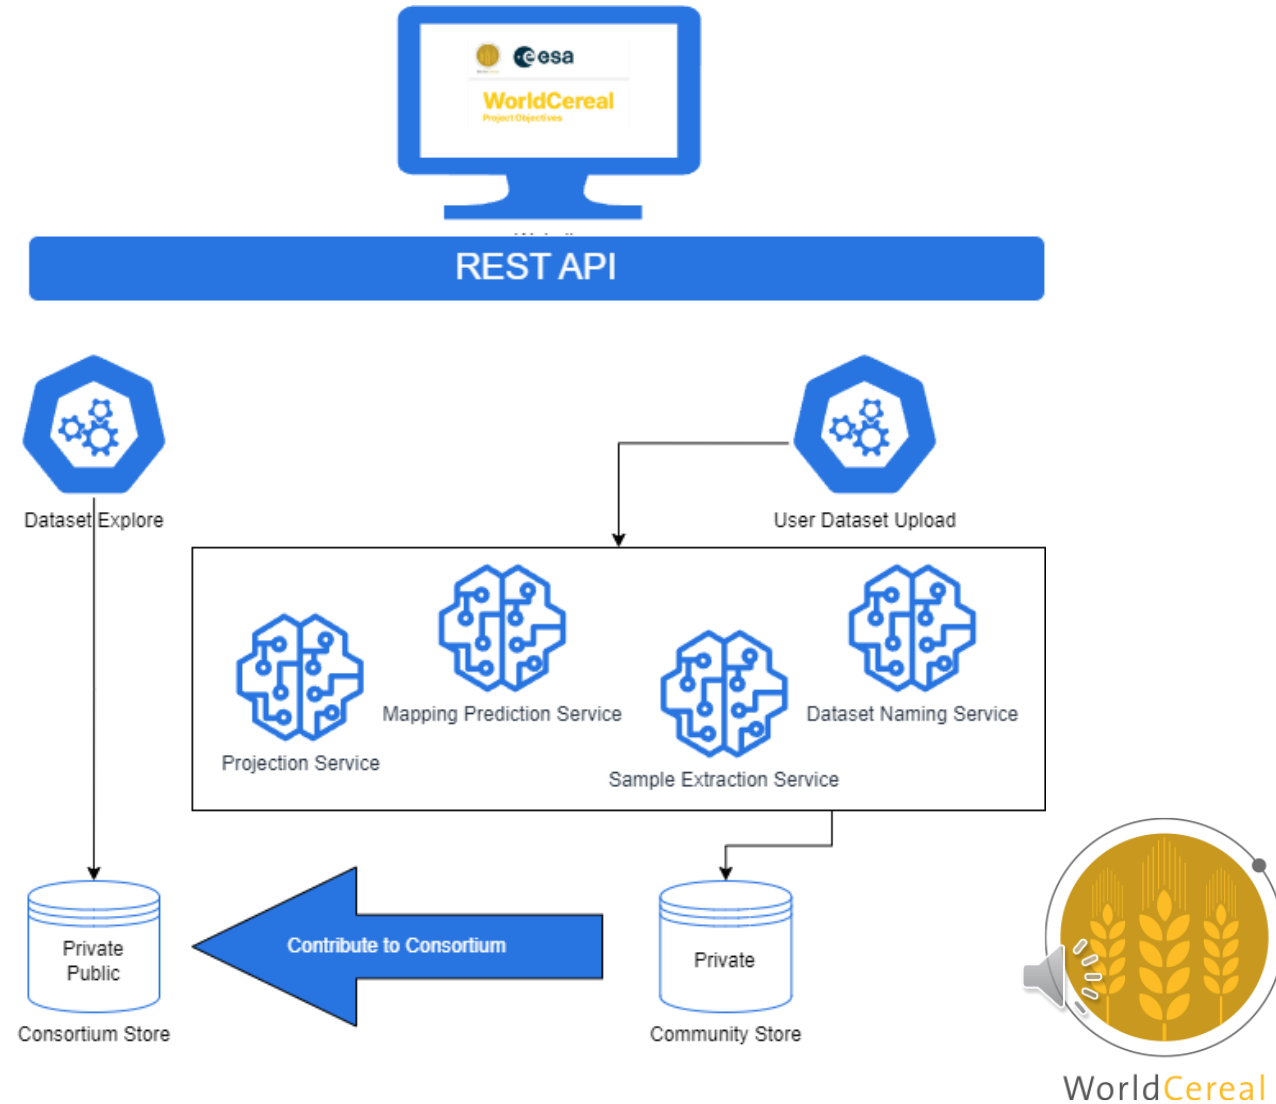 esa
WorldCereal
Project Objectives
REST API
Dataset Explore
User Dataset Upload
Mapping Prediction Service
Dataset Naming Service
Projection Service
Sample Extraction Service
Private
Public
Contribute to Consortium
Private
Consortium Store
Community Store
WorldCereal